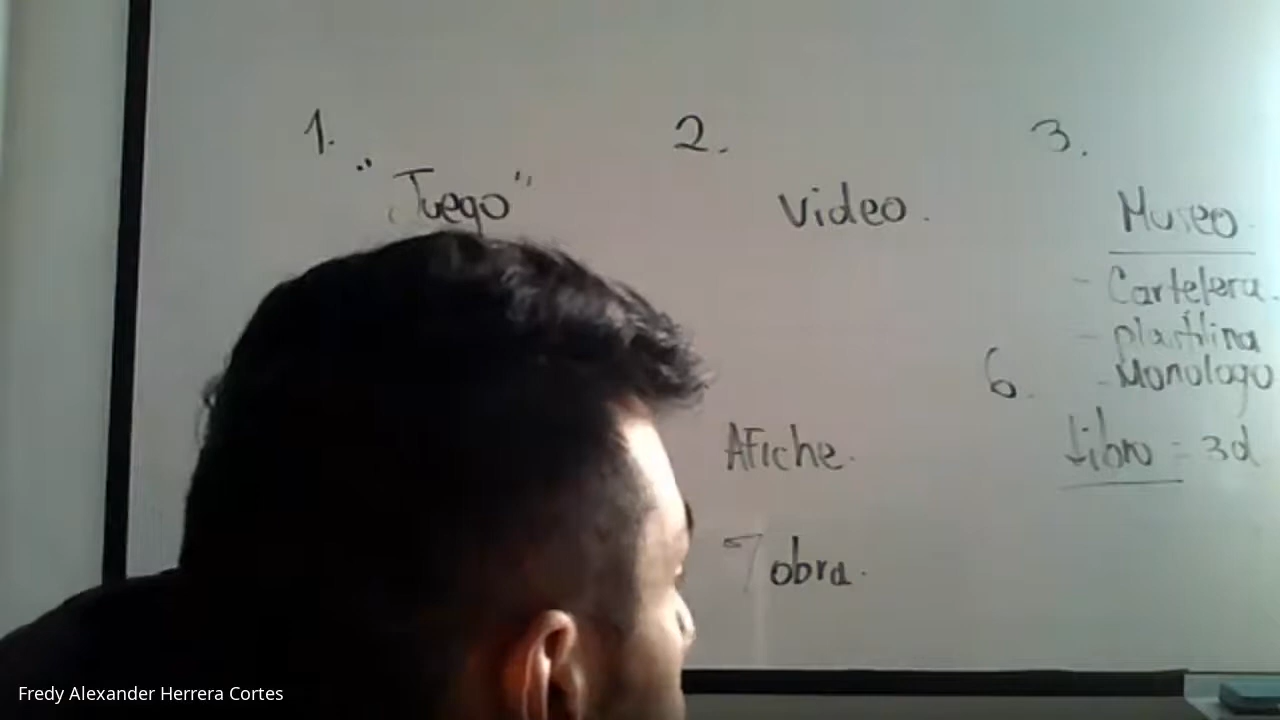 1.
"Juego"
2.
Video.
3.
Museo.
- Cartelera.
- plastilina
- Monologo
6.
libro = 3d
Afiche.
7 obra.
Fredy Alexander Herrera Cortes